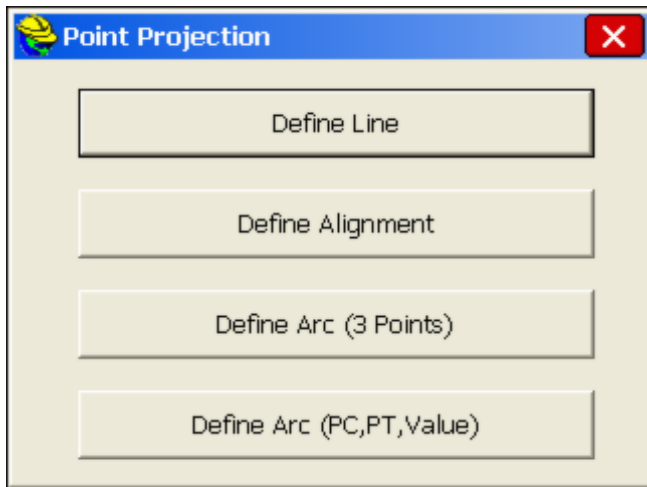 Point Projection
Define Line
Define Alignment
Define Arc (3 Points)
Define Arc (PC,PT,Value)